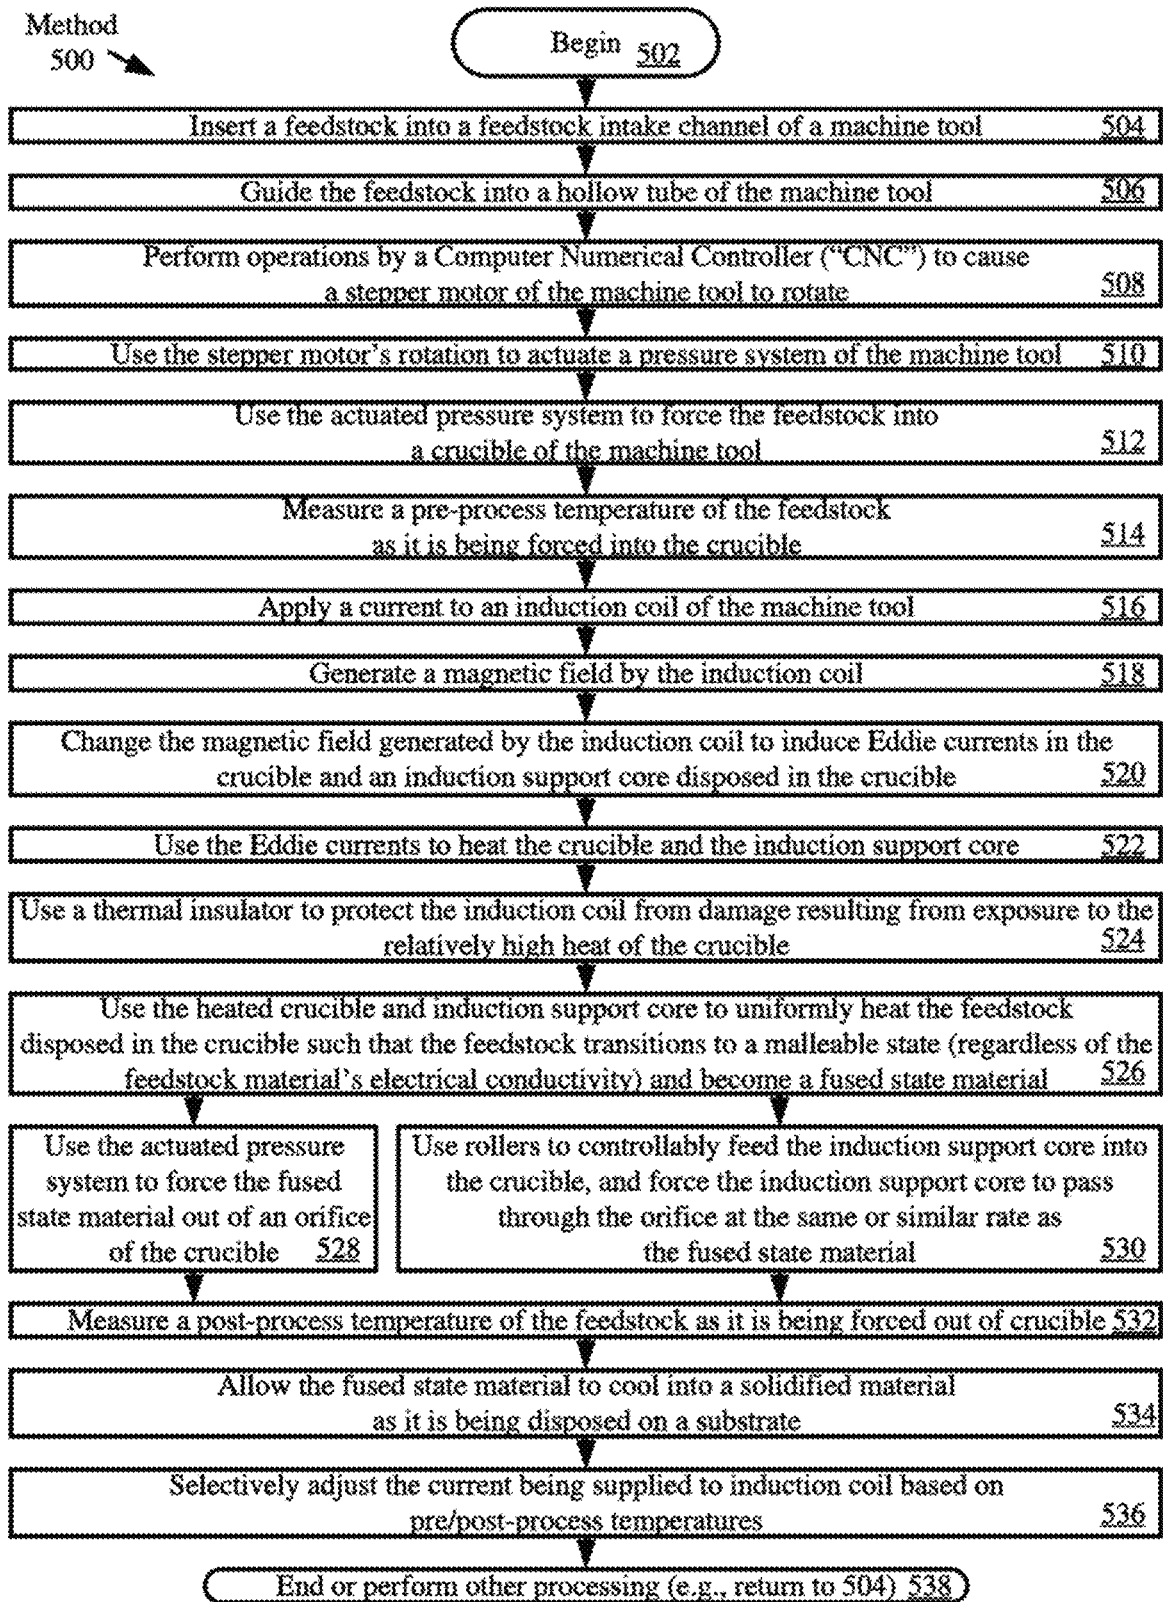 Method
500
Begin 502
Insert a feedstock into a feedstock intake channel of a machine tool 504
Guide the feedstock into a hollow tube of the machine tool 506
Perform operations by a Computer Numerical Controller (“CNC”) to cause
a stepper motor of the machine tool to rotate 508
Use the stepper motor’s rotation to actuate a pressure system of the machine tool 510
Use the actuated pressure system to force the feedstock into
a crucible of the machine tool 512
Measure a pre-process temperature of the feedstock
as it is being forced into the crucible 514
Apply a current to an induction coil of the machine tool 516
Generate a magnetic field by the induction coil 518
Change the magnetic field generated by the induction coil to induce Eddie currents in the
crucible and an induction support core disposed in the crucible 520
Use the Eddie currents to heat the crucible and the induction support core 522
Use a thermal insulator to protect the induction coil from damage resulting from exposure to the
relatively high heat of the crucible 524
Use the heated crucible and induction support core to uniformly heat the feedstock
disposed in the crucible such that the feedstock transitions to a malleable state (regardless of the
feedstock material’s electrical conductivity) and become a fused state material 526
Use the actuated pressure
system to force the fused
state material out of an orifice
of the crucible 528
Use rollers to controllably feed the induction support core into
the crucible, and force the induction support core to pass
through the orifice at the same or similar rate as
the fused state material 530
Measure a post-process temperature of the feedstock as it is being forced out of crucible 532
Allow the fused state material to cool into a solidified material
as it is being disposed on a substrate 534
Selectively adjust the current being supplied to induction coil based on
pre/post-process temperatures 536
End or perform other processing (e.g., return to 504) 538